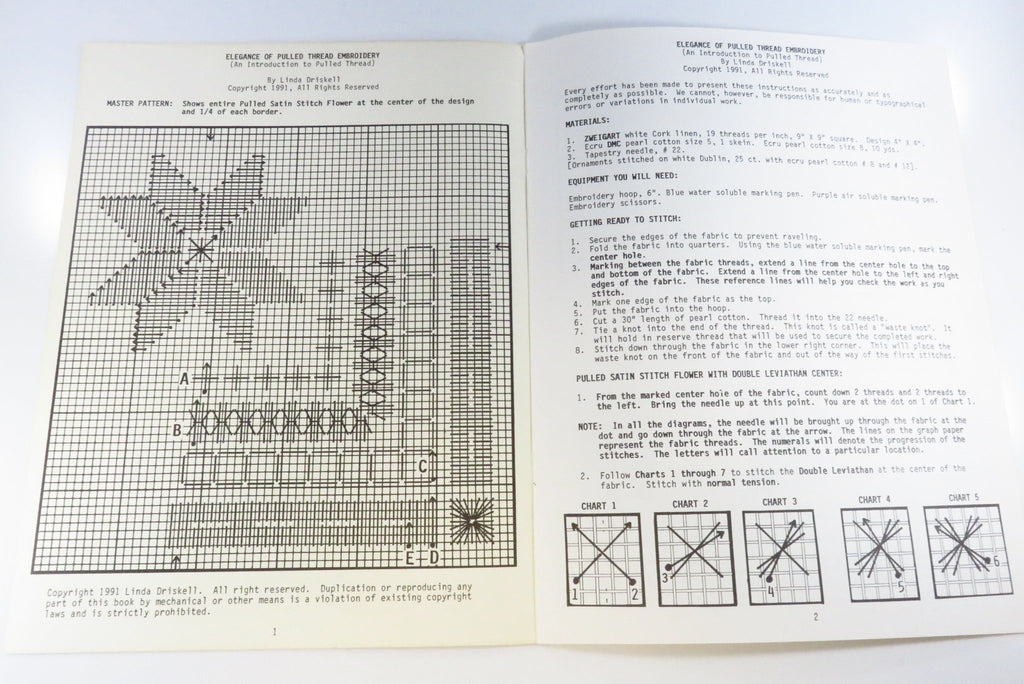 ELEGANCE OF PULLED THREAD EMBROIDERY
(An Introduction to Pulled Thread)
By Linda Driskell
Copyright 1991, All Rights Reserved
MASTER PATTERN: Shows entire Pulled Satin Stitch Flower at the center of the design
and 1/4 of each border.
A
B
C
E
D
Copyright 1991 Linda Driskell. All right reserved. Duplication or reproducing any
part of this book by mechanical or other means is a violation of existing copyright
laws and is strictly prohibited.
1
ELEGANCE OF PULLED THREAD EMBROIDERY
(An Introduction to Pulled Thread)
By Linda Driskell
Copyright 1991, All Rights Reserved
Every effort has been made to present these instructions as accurately and as
completely as possible. We cannot, however, be responsible for human or typographical
errors or variations in individual work.
MATERIALS:
1. ZWEIGART white Cork linen, 19 threads per inch, 9" X 9" square. Design 4" X 4".
2. Ecru DMC pearl cotton size 5, 1 skein. Ecru pearl cotton size 8, 10 yds.
3. Tapestry needle, # 22.
[Ornaments stitched on white Dublin, 25 ct. with ecru pearl cotton # 8 and # 12].
EQUIPMENT YOU WILL NEED:
Embroidery hoop, 6". Blue water soluble marking pen. Purple air soluble marking pen.
Embroidery scissors.
GETTING READY TO STITCH:
1. Secure the edges of the fabric to prevent raveling.
2. Fold the fabric into quarters. Using the blue water soluble marking pen, mark the
center hole.
3. Marking between the fabric threads, extend a line from the center hole to the top
and bottom of the fabric. Extend a line from the center hole to the left and right
edges of the fabric. These reference lines will help you check the work as you
stitch.
4. Mark one edge of the fabric as the top.
5. Put the fabric into the hoop.
6. Cut a 30" length of pearl cotton. Thread it into the 22 needle.
7. Tie a knot into the end of the thread. This knot is called a "waste knot". It
will hold in reserve thread that will be used to secure the completed work.
8. Stitch down through the fabric in the lower right corner. This will place the
waste knot on the front of the fabric and out of the way of the first stitches.
PULLED SATIN STITCH FLOWER WITH DOUBLE LEVIATHAN CENTER:
1. From the marked center hole of the fabric, count down 2 threads and 2 threads to
the left. Bring the needle up at this point. You are at the dot on 1 of Chart 1.
NOTE: In all the diagrams, the needle will be brought up through the fabric at the
dot and go down through the fabric at the arrow. The lines on the graph paper
represent the fabric threads. The numerals will denote the progression of the
stitches. The letters will call attention to a particular location.
2. Follow Charts 1 through 7 to stitch the Double Leviathan at the center of the
fabric. Stitch with normal tension.
CHART 1 CHART 2 CHART 3 CHART 4 CHART 5
1 2 3 4 5 6
2